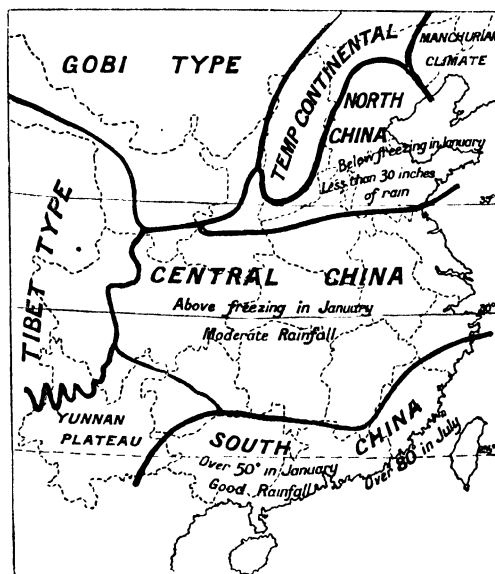 GOBI TYPE
TEMP CONTINENTAL
MANCHURIAN
CLIMATE
NORTH
CHINA
Below freezing in January
Less than 30 inches
of rain
35°
TIBET TYPE
CENTRAL CHINA
Above freezing in January
Moderate Rainfall
30°
YUNNAN
PLATEAU
SOUTH CHINA
Over 50° in January
Good Rainfall
Over 80° in July
25°